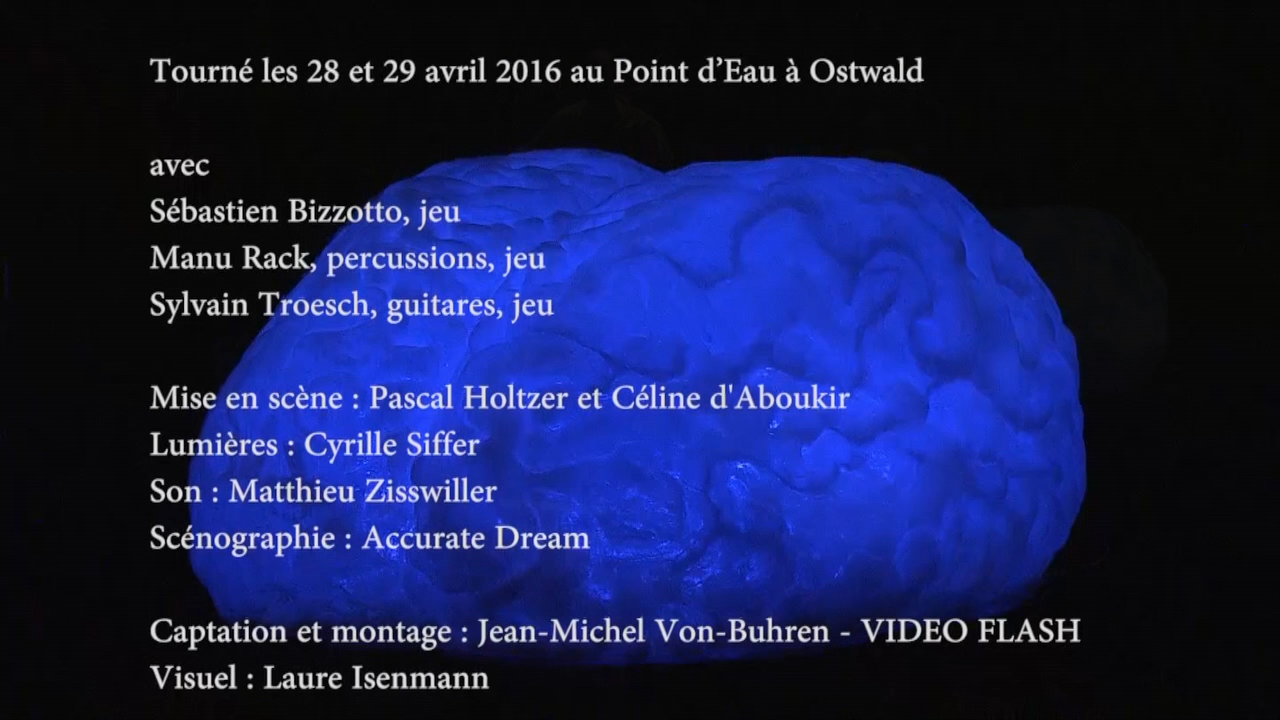 Tourné les 28 et 29 avril 2016 au Point d’Eau à Ostwald
avec
Sébastien Bizzotto, jeu
Manu Rack, percussions, jeu
Sylvain Troesch, guitares, jeu
Mise en scène : Pascal Holtzer et Céline d'Aboukir
Lumières : Cyrille Siffer
Son : Matthieu Zisswiller
Scénographie : Accurate Dream
Captation et montage : Jean-Michel Von-Buhren - VIDEO FLASH
Visuel : Laure Isenmann